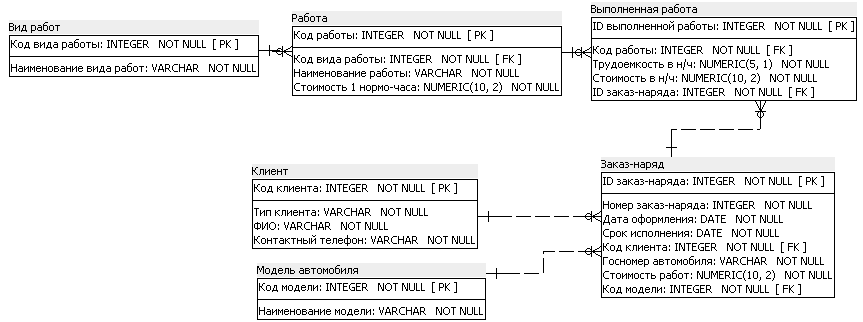 Вид работ
Код вида работы: INTEGER NOT NULL [ PK ]
Наименование вида работ: VARCHAR NOT NULL
Работа
Код работы: INTEGER NOT NULL [ PK ]
Код вида работы: INTEGER NOT NULL [ FK ]
Наименование работы: VARCHAR NOT NULL
Стоимость 1 нормо-часа: NUMERIC(10, 2) NOT NULL
Выполненная работа
ID выполненной работы: INTEGER NOT NULL [ PK ]
Код работы: INTEGER NOT NULL [ FK ]
Трудоемкость в н/ч: NUMERIC(5, 1) NOT NULL
Стоимость в н/ч: NUMERIC(10, 2) NOT NULL
ID заказ-наряда: INTEGER NOT NULL [ FK ]
Клиент
Код клиента: INTEGER NOT NULL [ PK ]
Тип клиента: VARCHAR NOT NULL
ФИО: VARCHAR NOT NULL
Контактный телефон: VARCHAR NOT NULL
Заказ-наряд
ID заказ-наряда: INTEGER NOT NULL [ PK ]
Номер заказ-наряда: INTEGER NOT NULL
Дата оформления: DATE NOT NULL
Срок исполнения: DATE NOT NULL
Код клиента: INTEGER NOT NULL [ FK ]
Госномер автомобиля: VARCHAR NOT NULL
Стоимость работ: NUMERIC(10, 2) NOT NULL
Код модели: INTEGER NOT NULL [ FK ]
Модель автомобиля
Код модели: INTEGER NOT NULL [ PK ]
Наименование модели: VARCHAR NOT NULL